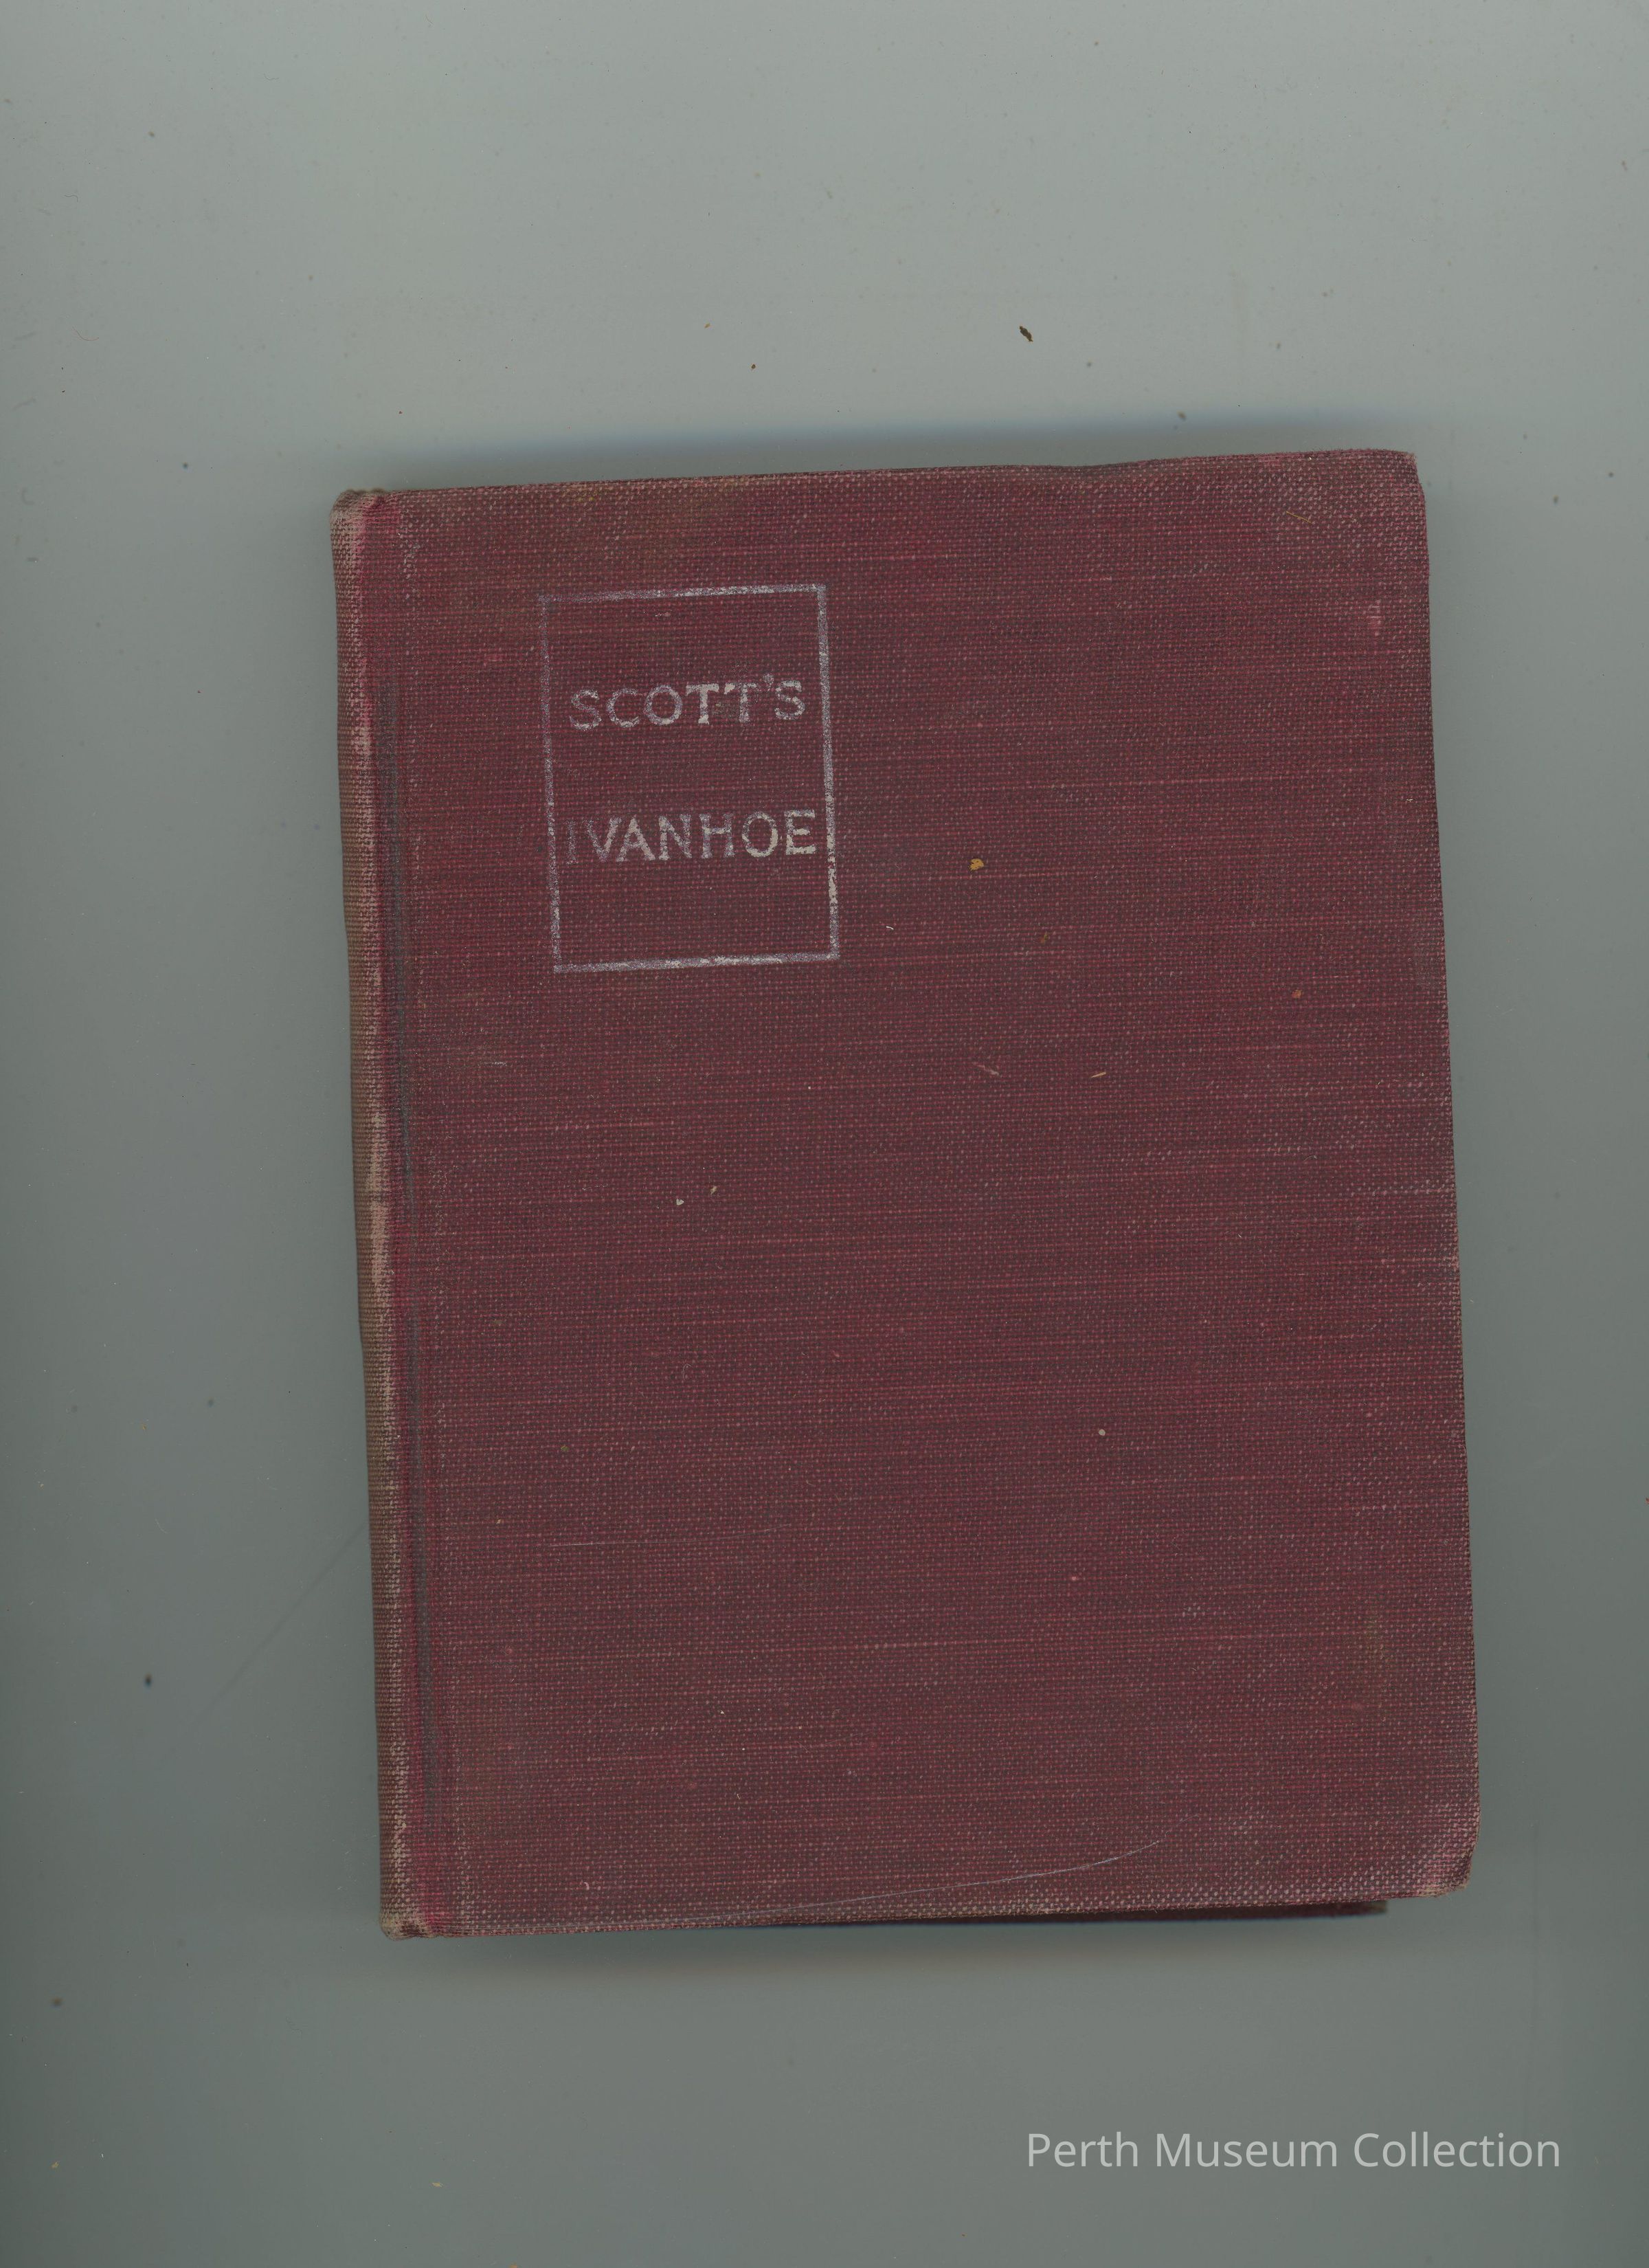 SCOTT'S
IVANHOE
Perth Museum Collection